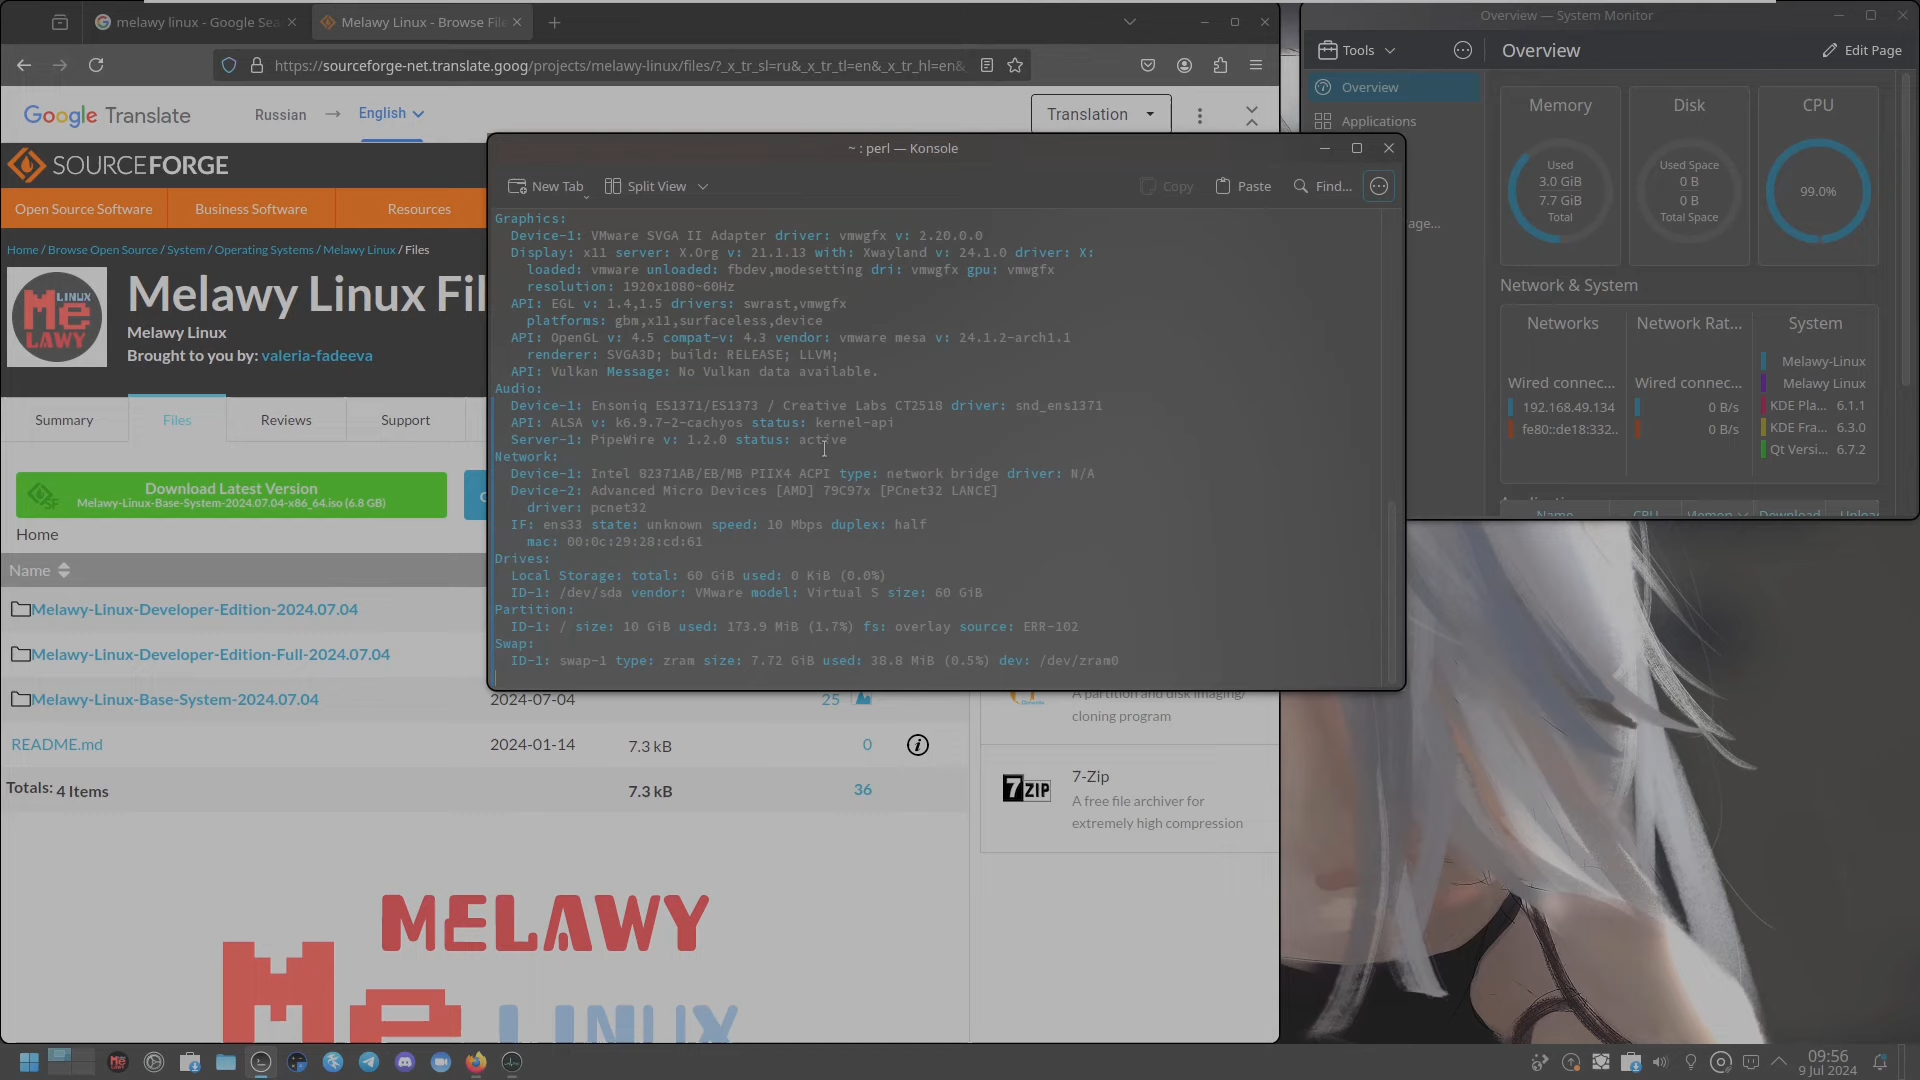 melawy linux - Google Sea
Melawy Linux - Browse File
https://sourceforge-net.translate.goog/projects/melawy-linux/files/?_x_tr_sl=ru&_x_tr_tl=en&_x_tr_hl=en&
Google Translate
Russian → English
Translation
SOURCEFORGE
Open Source Software
Business Software
Resources
Home / Browse Open Source / System / Operating Systems / Melawy Linux / Files
LINUX
Me
LAWY
Melawy Linux Fil
Melawy Linux
Brought to you by: valeria-fadeeva
Summary
Files
Reviews
Support
Download Latest Version
Melawy-Linux-Base-System-2024.07.04-x86_64.iso (6.8 GB)
Home
Name
Melawy-Linux-Developer-Edition-2024.07.04
Melawy-Linux-Developer-Edition-Full-2024.07.04
Melawy-Linux-Base-System-2024.07.04 2024-07-04 25
README.md 2024-01-14 7.3 kB 0
Totals: 4 Items 7.3 kB 36
A partition and disk imaging/
cloning program
7ZIP
7-Zip
A free file archiver for
extremely high compression
MELAWY
Me
LINUX
~ : perl — Konsole
New Tab
Split View
Copy
Paste
Find...
Graphics:
Device-1: VMware SVGA II Adapter driver: vmwgfx v: 2.20.0.0
Display: x11 server: X.Org v: 21.1.13 with: Xwayland v: 24.1.0 driver: X:
loaded: vmware unloaded: fbdev,modesetting dri: vmwgfx gpu: vmwgfx
resolution: 1920x1080~60Hz
API: EGL v: 1.4,1.5 drivers: swrast,vmwgfx
platforms: gbm,x11,surfaceless,device
API: OpenGL v: 4.5 compat-v: 4.3 vendor: vmware mesa v: 24.1.2-arch1.1
renderer: SVGA3D; build: RELEASE; LLVM;
API: Vulkan Message: No Vulkan data available.
Audio:
Device-1: Ensoniq ES1371/ES1373 / Creative Labs CT2518 driver: snd_ens1371
API: ALSA v: k6.9.7-2-cachyos status: kernel-api
Server-1: PipeWire v: 1.2.0 status: active
Network:
Device-1: Intel 82371AB/EB/MB PIIX4 ACPI type: network bridge driver: N/A
Device-2: Advanced Micro Devices [AMD] 79C97x [PCnet32 LANCE]
driver: pcnet32
IF: ens33 state: unknown speed: 10 Mbps duplex: half
mac: 00:0c:29:28:cd:61
Drives:
Local Storage: total: 60 GiB used: 0 KiB (0.0%)
ID-1: /dev/sda vendor: VMware model: Virtual S size: 60 GiB
Partition:
ID-1: / size: 10 GiB used: 173.9 MiB (1.7%) fs: overlay source: ERR-102
Swap:
ID-1: swap-1 type: zram size: 7.72 GiB used: 38.8 MiB (0.5%) dev: /dev/zram0
Overview — System Monitor
Tools
Overview
Edit Page
Overview
Applications
age...
Memory
Used
3.0 GiB
7.7 GiB
Total
Disk
Used Space
0 B
0 B
Total Space
CPU
99.0%
Network & System
Networks
Wired connec...
192.168.49.134
fe80::de18:332..
Network Rat...
Wired connec...
0 B/s
0 B/s
System
Melawy-Linux
Melawy Linux
KDE Pla... 6.1.1
KDE Fra... 6.3.0
Qt Versi... 6.7.2
Name
CPU
Memory
Download
09:56
9 Jul 2024